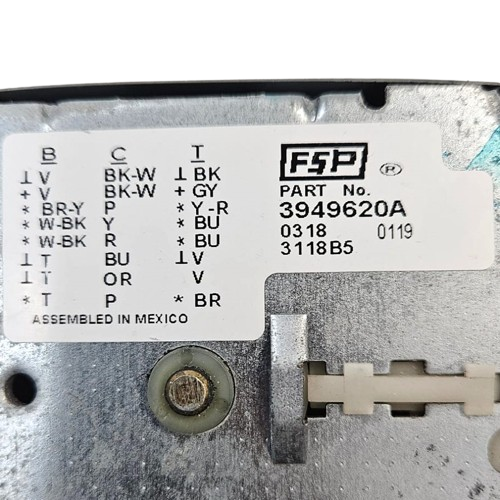 B C T
⊥ V BK-W ⊥ BK
+ V BK-W + GY
* BR-Y P * Y-R
* W-BK Y * BU
* W-BK R * BU
⊥ T BU ⊥ V
⊥ T OR V
* T P * BR
ASSEMBLED IN MEXICO
FSP ®
PART No.
3949620A
0318 0119
3118B5